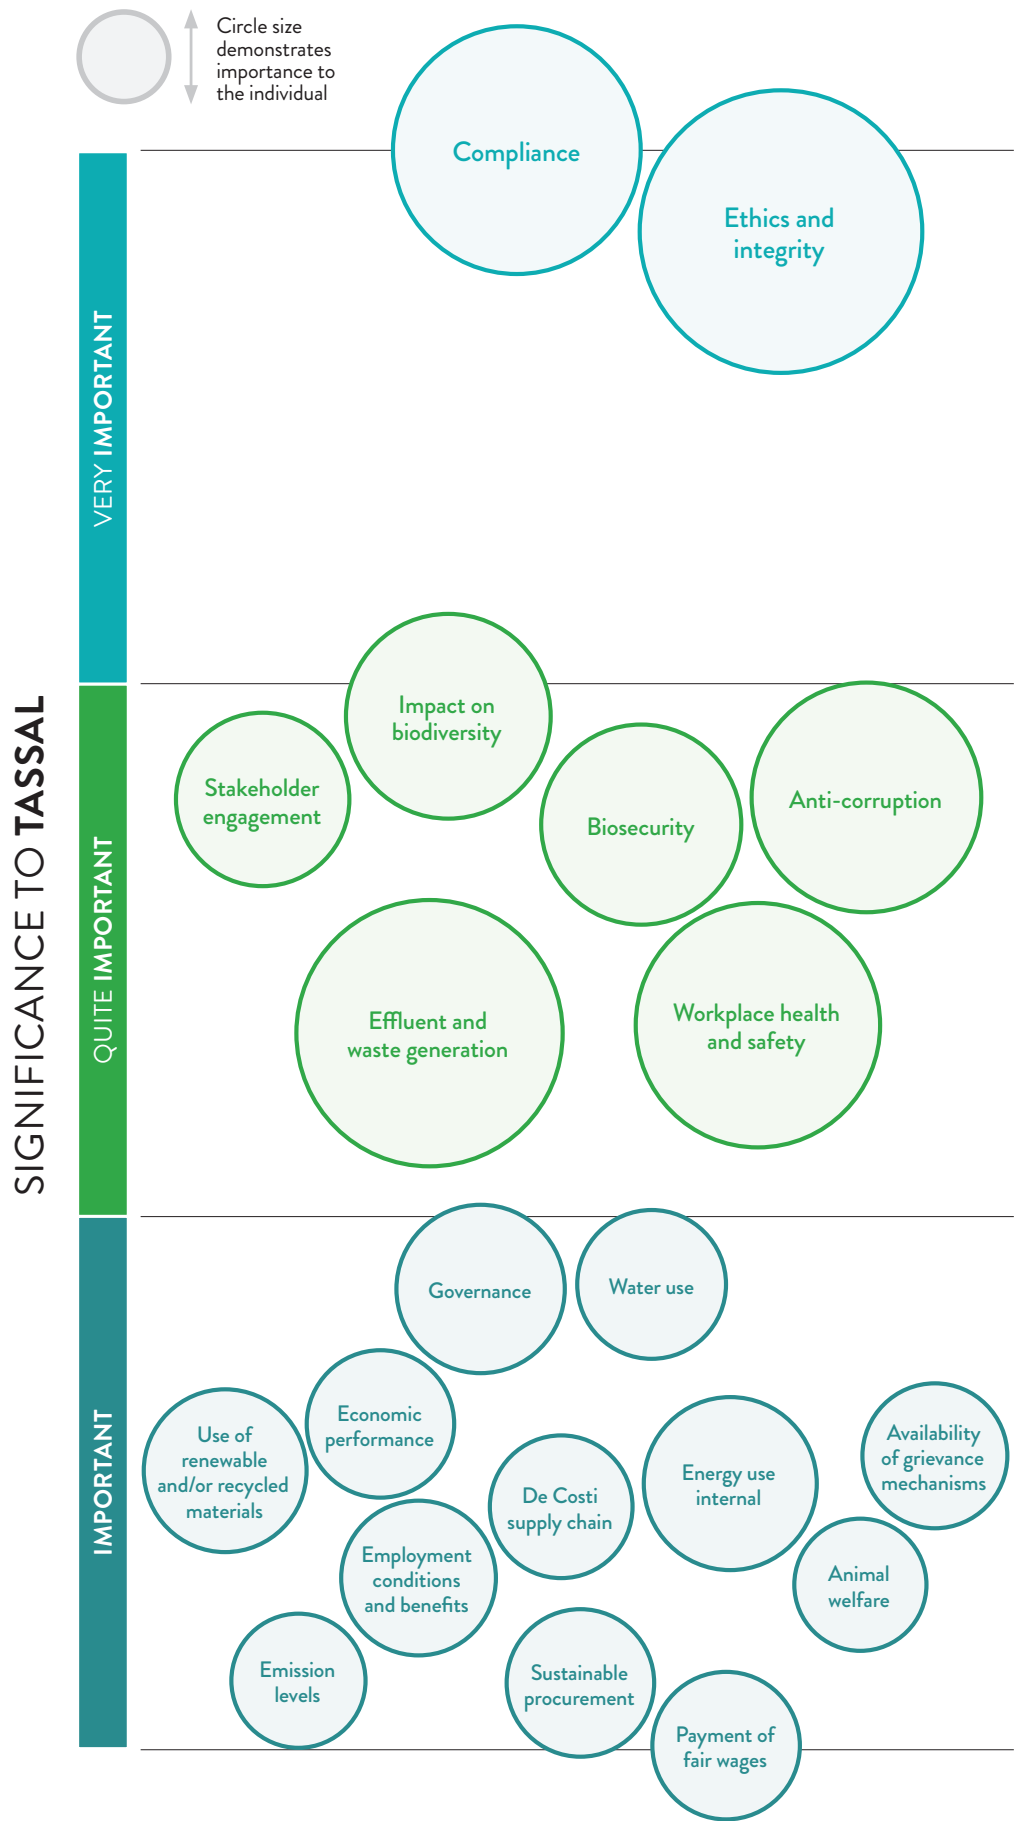 Circle size
demonstrates
importance to
the individual
SIGNIFICANCE TO TASSAL
VERY IMPORTANT
Compliance
Ethics and
integrity
QUITE IMPORTANT
Impact on
biodiversity
Stakeholder
engagement
Biosecurity
Anti-corruption
Effluent and
waste generation
Workplace health
and safety
IMPORTANT
Governance
Water use
Economic
performance
Use of
renewable
and/or recycled
materials
De Costi
supply chain
Energy use
internal
Availability
of grievance
mechanisms
Employment
conditions
and benefits
Animal
welfare
Emission
levels
Sustainable
procurement
Payment of
fair wages